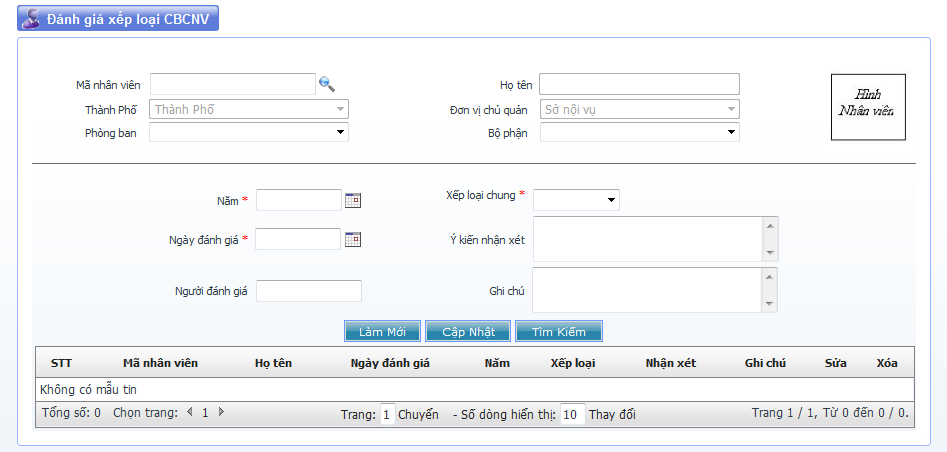 Đánh giá xếp loại CBCNV
Mã nhân viên Họ tên
Hình
Nhân viên
Thành Phố Thành Phố Đơn vị chủ quản Sở nội vụ
Phòng ban Bộ phận
Năm * Xếp loại chung *
Ngày đánh giá * Ý kiến nhận xét
Người đánh giá Ghi chú
Làm Mới Cập Nhật Tìm Kiếm
STT Mã nhân viên Họ tên Ngày đánh giá Năm Xếp loại Nhận xét Ghi chú Sửa Xóa
Không có mẫu tin
Tổng số: 0 Chọn trang: 1 Trang: 1 Chuyển - Số dòng hiển thị: 10 Thay đổi Trang 1 / 1, Từ 0 đến 0 / 0.